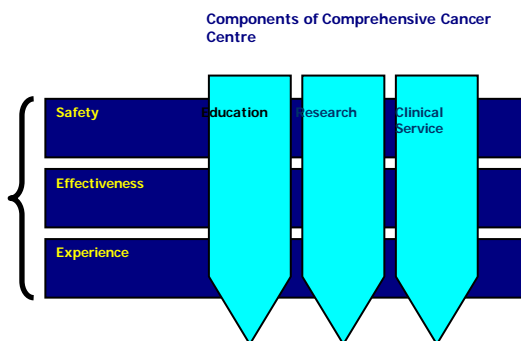 Components of Comprehensive Cancer
Centre
Safety
Education
Research
Clinical
Service
Effectiveness
Experience